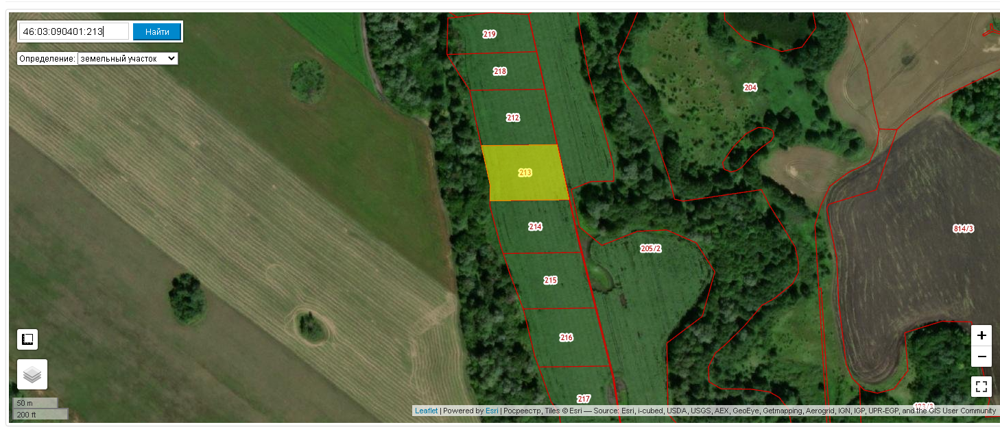 46:03:090401:213
Найти
Определение: земельный участок
219
218
204
212
213
214
814/3
205/2
215
216
217
50 m
200 ft
+
−
Leaflet | Powered by Esri | Росреестр, Tiles © Esri — Source: Esri, i-cubed, USDA, USGS, AEX, GeoEye, Getmapping, Aerogrid, IGN, IGP, UPR-EGP, and the GIS User Community